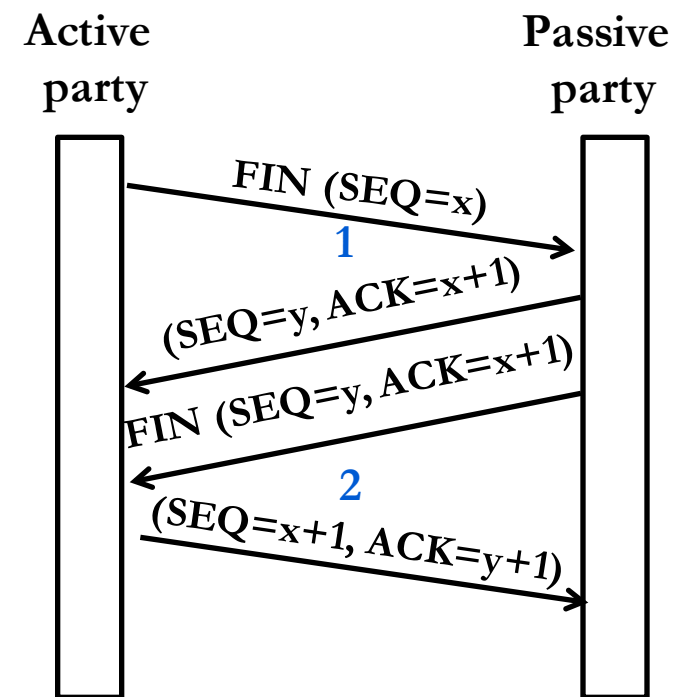 Active
party
Passive
party
FIN (SEQ=x)
1
(SEQ=y, ACK=x+1)
FIN (SEQ=y, ACK=x+1)
2
(SEQ=x+1, ACK=y+1)